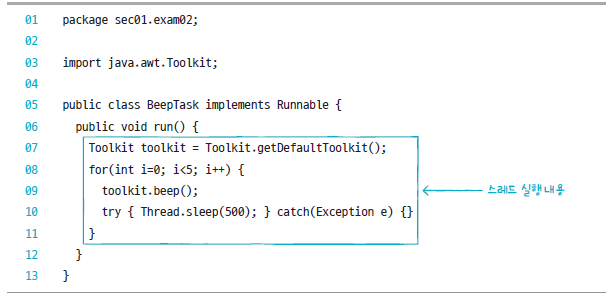 01 package sec01.exam02;
02
03 import java.awt.Toolkit;
04
05 public class BeepTask implements Runnable {
06 public void run() {
07 Toolkit toolkit = Toolkit.getDefaultToolkit();
08 for(int i=0; i<5; i++) {
09 toolkit.beep(); 스레드 실행 내용
10 try { Thread.sleep(500); } catch(Exception e) {}
11 }
12 }
13 }